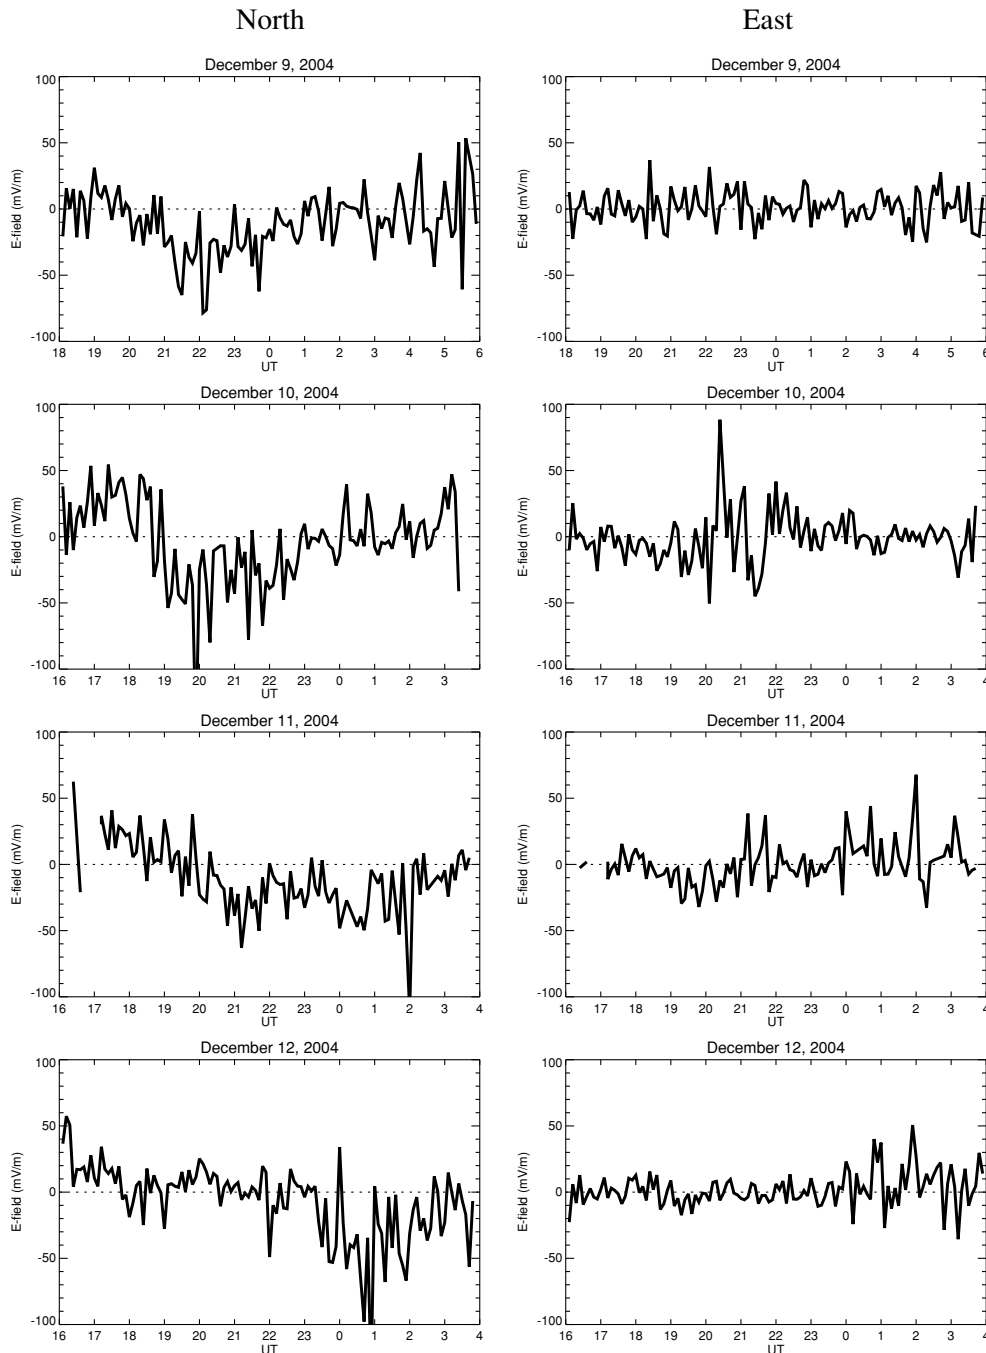 North
East
December 9, 2004
100
50
0
-50
-100
E-field (mV/m)
18 19 20 21 22 23 0 1 2 3 4 5 6
UT
December 9, 2004
100
50
0
-50
-100
E-field (mV/m)
18 19 20 21 22 23 0 1 2 3 4 5 6
UT
December 10, 2004
100
50
0
-50
-100
E-field (mV/m)
16 17 18 19 20 21 22 23 0 1 2 3
UT
December 10, 2004
100
50
0
-50
-100
E-field (mV/m)
16 17 18 19 20 21 22 23 0 1 2 3 4
UT
December 11, 2004
100
50
0
-50
-100
E-field (mV/m)
16 17 18 19 20 21 22 23 0 1 2 3 4
UT
December 11, 2004
100
50
0
-50
-100
E-field (mV/m)
16 17 18 19 20 21 22 23 0 1 2 3 4
UT
December 12, 2004
100
50
0
-50
-100
E-field (mV/m)
16 17 18 19 20 21 22 23 0 1 2 3 4
UT
December 12, 2004
100
50
0
-50
-100
E-field (mV/m)
16 17 18 19 20 21 22 23 0 1 2 3 4
UT